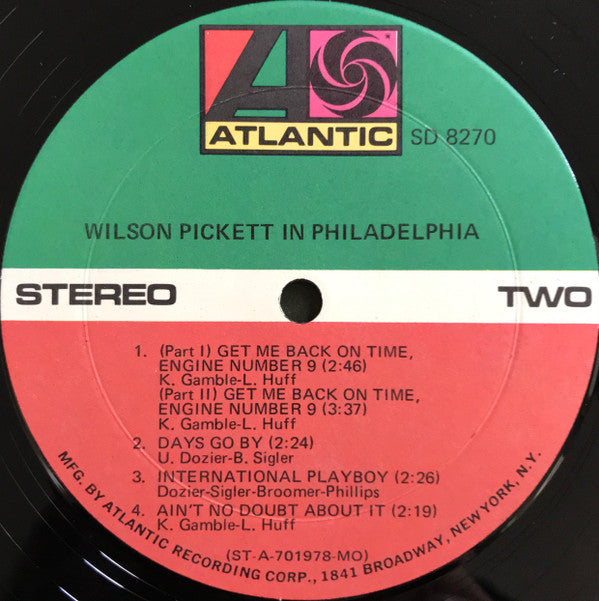 ATLANTIC SD 8270
WILSON PICKETT IN PHILADELPHIA
STEREO TWO
1. (Part I) GET ME BACK ON TIME,
ENGINE NUMBER 9 (2:46)
K. Gamble-L. Huff
(Part II) GET ME BACK ON TIME,
ENGINE NUMBER 9 (3:37)
K. Gamble-L. Huff
2. DAYS GO BY (2:24)
U. Dozier-B. Sigler
3. INTERNATIONAL PLAYBOY (2:26)
Dozier-Sigler-Broomer-Phillips
4. AIN'T NO DOUBT ABOUT IT (2:19)
K. Gamble-L. Huff
(ST-A-701978-MO)
MFG. BY ATLANTIC RECORDING CORP., 1841 BROADWAY, NEW YORK, N.Y.